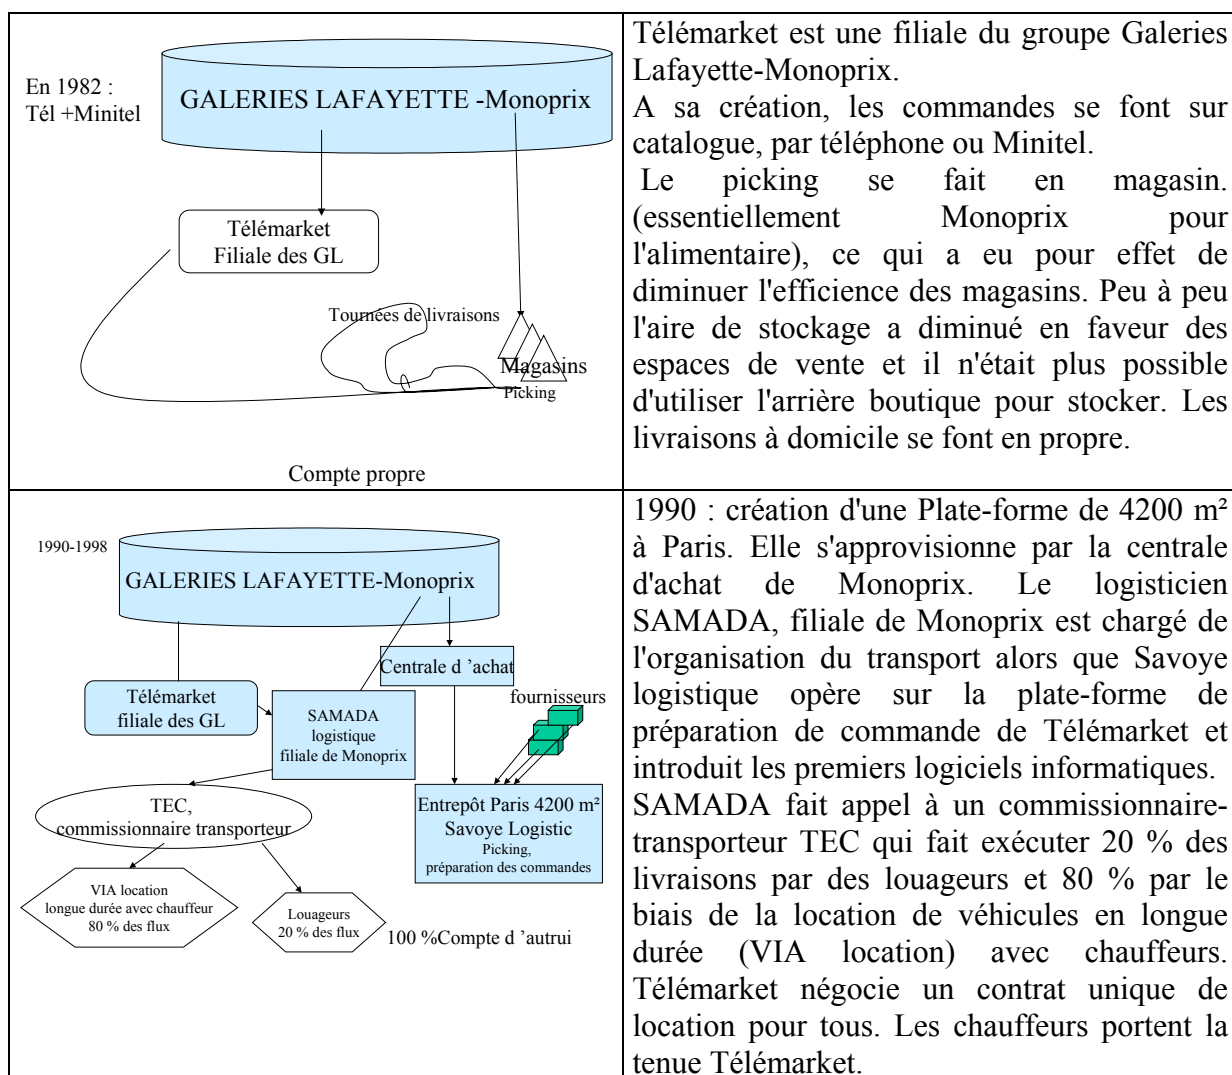 En 1982 :
Tél +Minitel
GALERIES LAFAYETTE -Monoprix
Télémarket
Filiale des GL
Tournées de livraisons
Magasins
Picking
Compte propre
Télémarket est une filiale du groupe Galeries
Lafayette-Monoprix.
A sa création, les commandes se font sur
catalogue, par téléphone ou Minitel.
Le picking se fait en magasin.
(essentiellement Monoprix pour
l'alimentaire), ce qui a eu pour effet de
diminuer l'efficience des magasins. Peu à peu
l'aire de stockage a diminué en faveur des
espaces de vente et il n'était plus possible
d'utiliser l'arrière boutique pour stocker. Les
livraisons à domicile se font en propre.
1990-1998
GALERIES LAFAYETTE-Monoprix
Centrale d ’achat
Télémarket
filiale des GL
fournisseurs
SAMADA
logistique
filiale de Monoprix
TEC,
commissionnaire transporteur
Entrepôt Paris 4200 m²
Savoye Logistic
Picking,
préparation des commandes
VIA location
longue durée avec chauffeur
80 % des flux
Louageurs
20 % des flux
100 %Compte d ’autrui
1990 : création d'une Plate-forme de 4200 m²
à Paris. Elle s'approvisionne par la centrale
d'achat de Monoprix. Le logisticien
SAMADA, filiale de Monoprix est chargé de
l'organisation du transport alors que Savoye
logistique opère sur la plate-forme de
préparation de commande de Télémarket et
introduit les premiers logiciels informatiques.
SAMADA fait appel à un commissionnaire-
transporteur TEC qui fait exécuter 20 % des
livraisons par des louageurs et 80 % par le
biais de la location de véhicules en longue
durée (VIA location) avec chauffeurs.
Télémarket négocie un contrat unique de
location pour tous. Les chauffeurs portent la
tenue Télémarket.